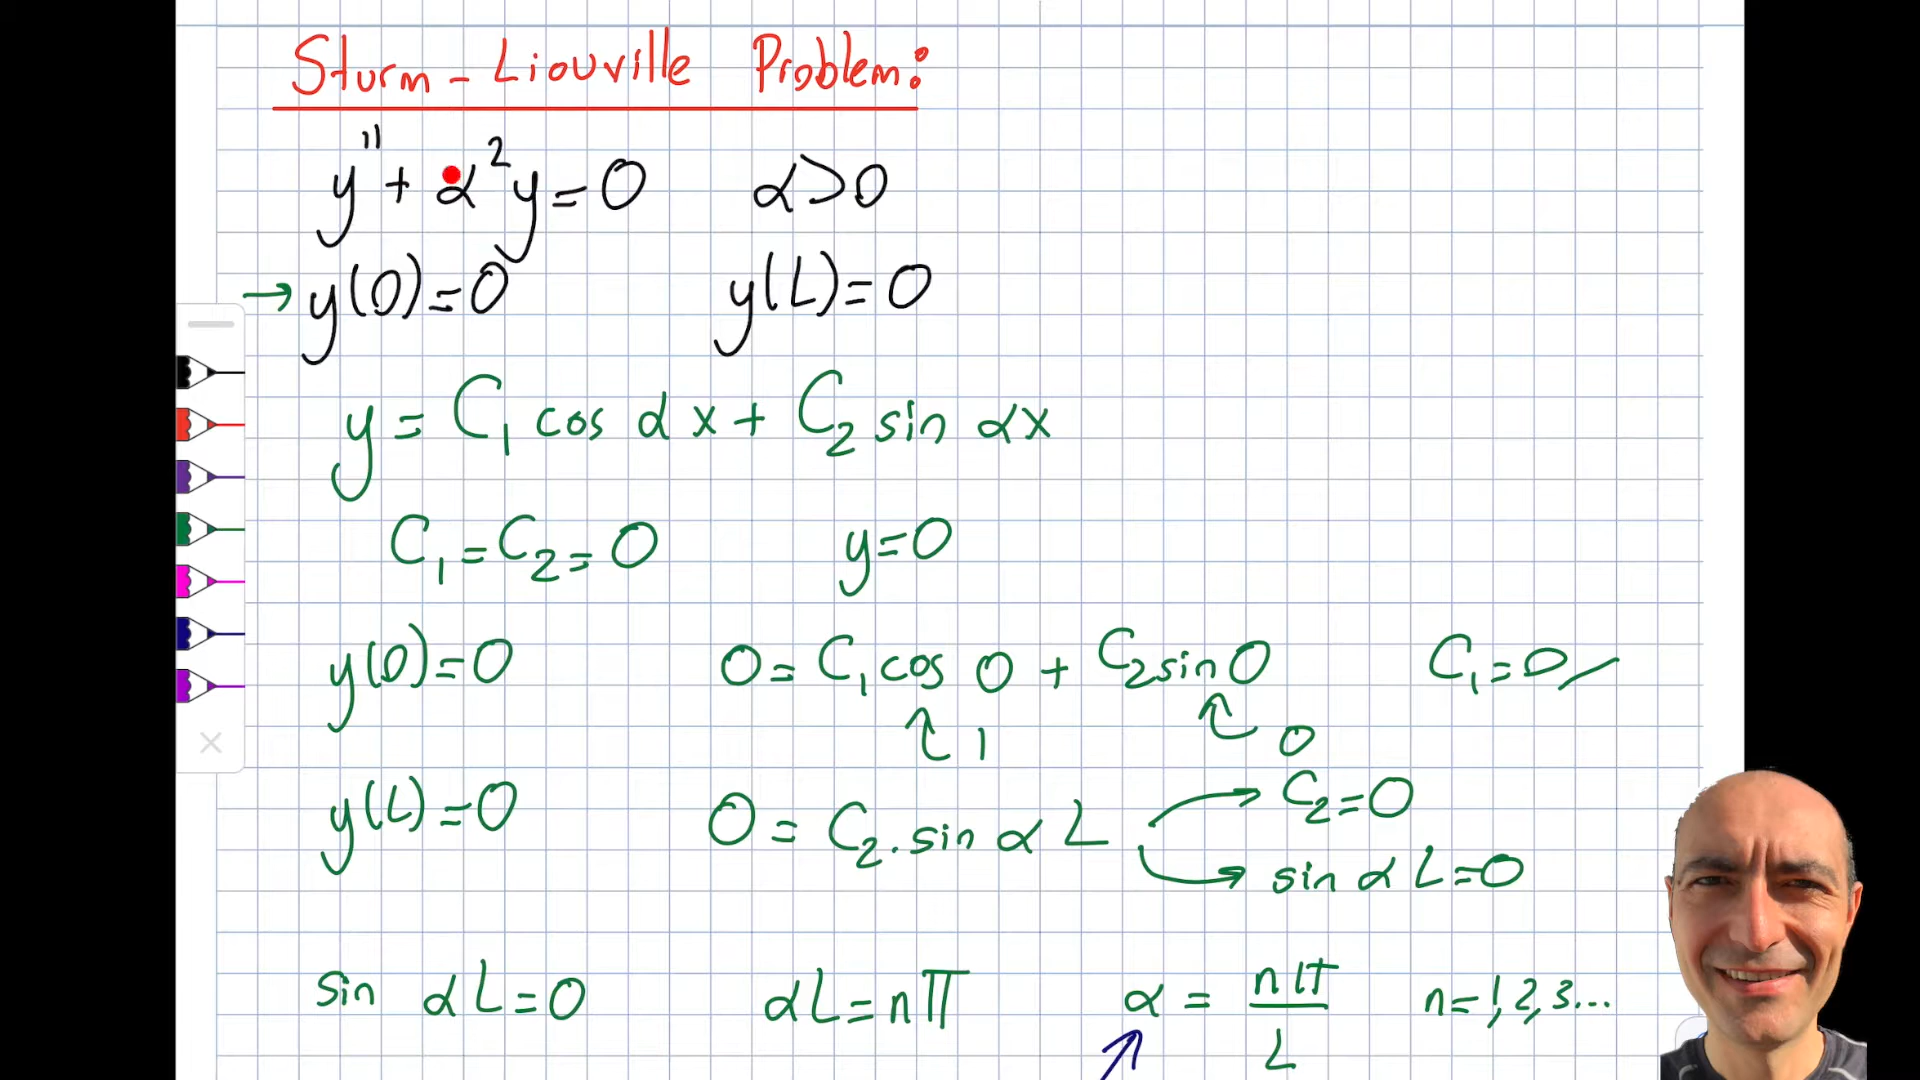 Sturm-Liouville Problem:
y'' + α²y = 0 α > 0
→ y(0) = 0 y(L) = 0
y = C₁ cos αx + C₂ sin αx
C₁ = C₂ = 0 y = 0
y(0) = 0 0 = C₁ cos 0 + C₂ sin 0 C₁ = 0
1 0
y(L) = 0 0 = C₂ . sin α L C₂ = 0
sin α L = 0
sin αL = 0 αL = nπ α = nπ/L n = 1, 2, 3...